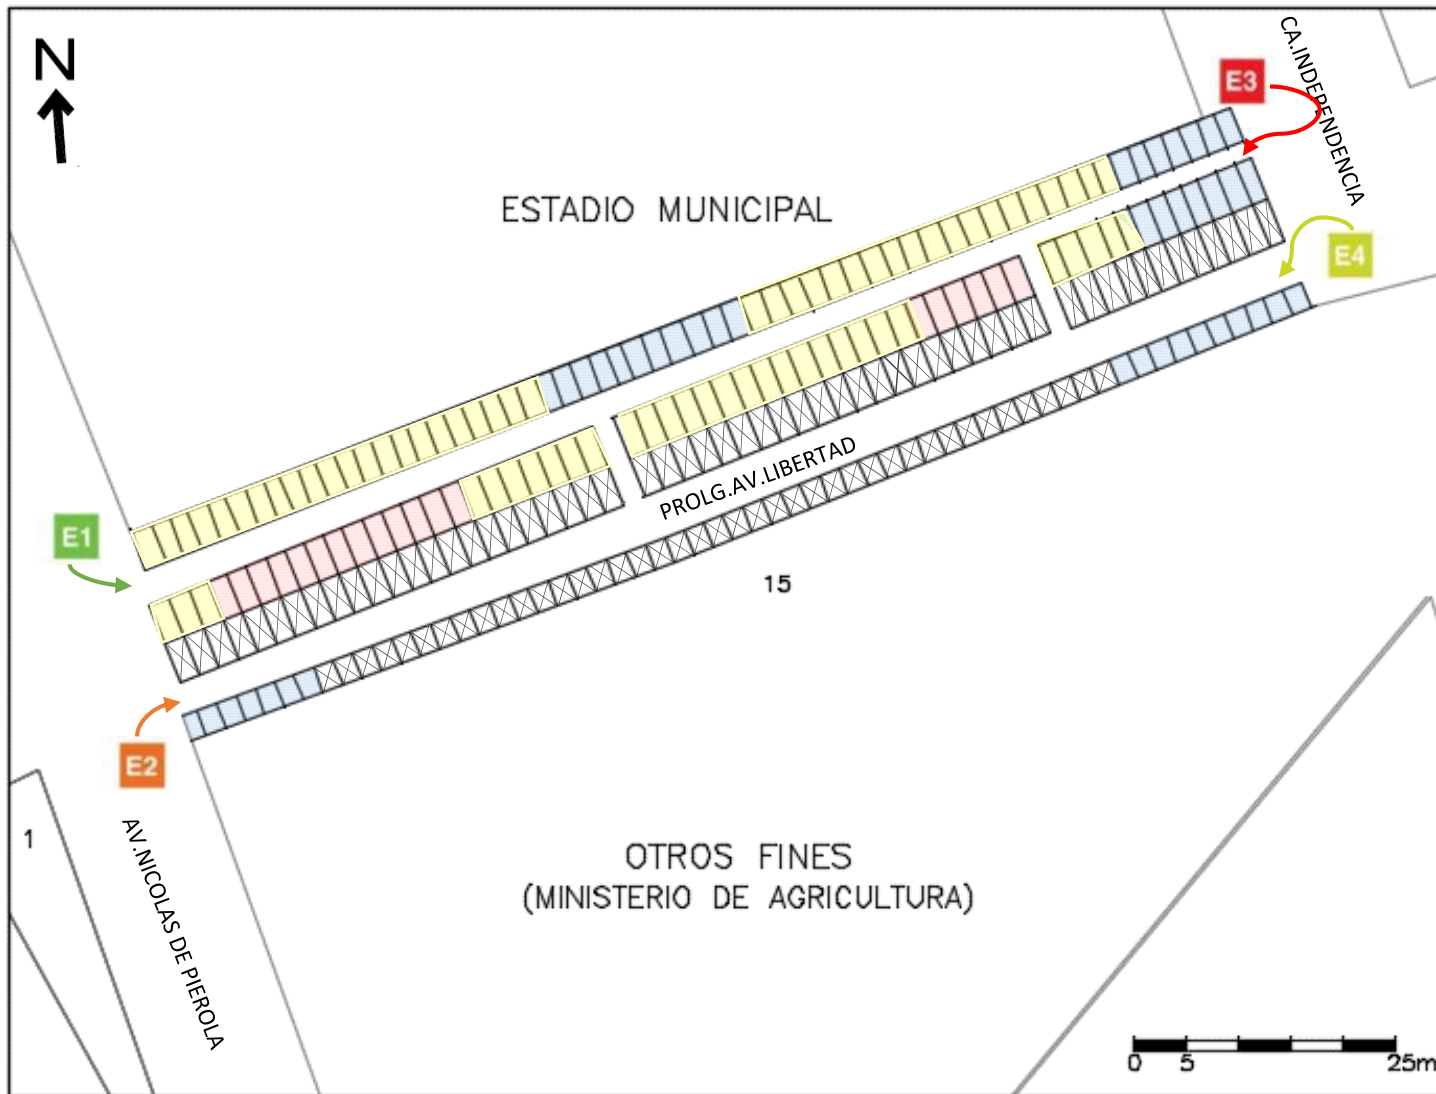 N
CA.INDEPENDENCIA
E3
ESTADIO MUNICIPAL
E4
PROLG.AV.LIBERTAD
E1
15
E2
1
AV.NICOLAS DE PIEROLA
OTROS FINES
(MINISTERIO DE AGRICULTURA)
0 5 25m